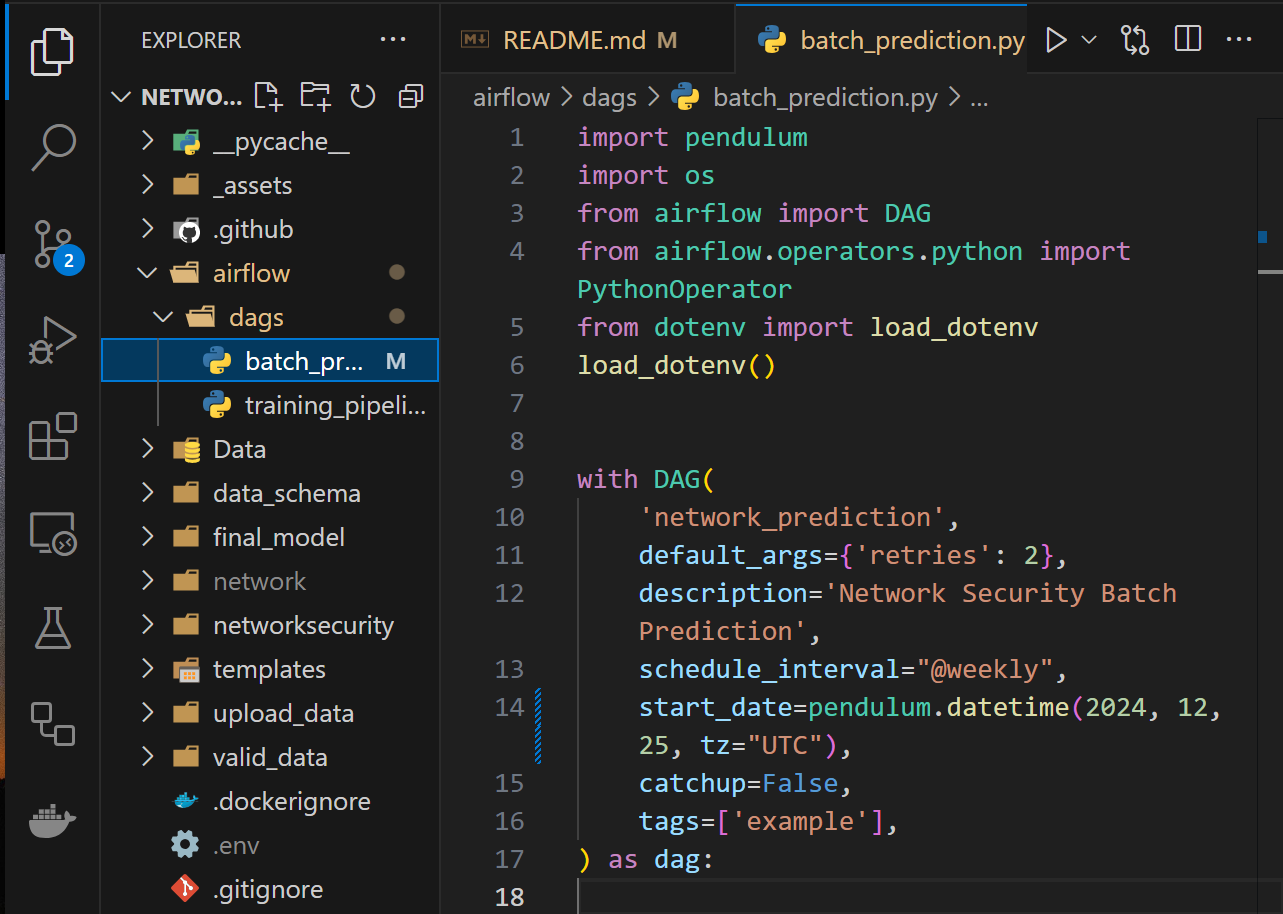 EXPLORER
NETWO...
__pycache__
_assets
.github
airflow
dags
batch_pr... M
training_pipeli...
Data
data_schema
final_model
network
networksecurity
templates
upload_data
valid_data
.dockerignore
.env
.gitignore
2
README.md M
batch_prediction.py
airflow > dags > batch_prediction.py > ...
1 import pendulum
2 import os
3 from airflow import DAG
4 from airflow.operators.python import
PythonOperator
5 from dotenv import load_dotenv
6 load_dotenv()
7
8
9 with DAG(
10 'network_prediction',
11 default_args={'retries': 2},
12 description='Network Security Batch
Prediction',
13 schedule_interval="@weekly",
14 start_date=pendulum.datetime(2024, 12,
25, tz="UTC"),
15 catchup=False,
16 tags=['example'],
17 ) as dag:
18